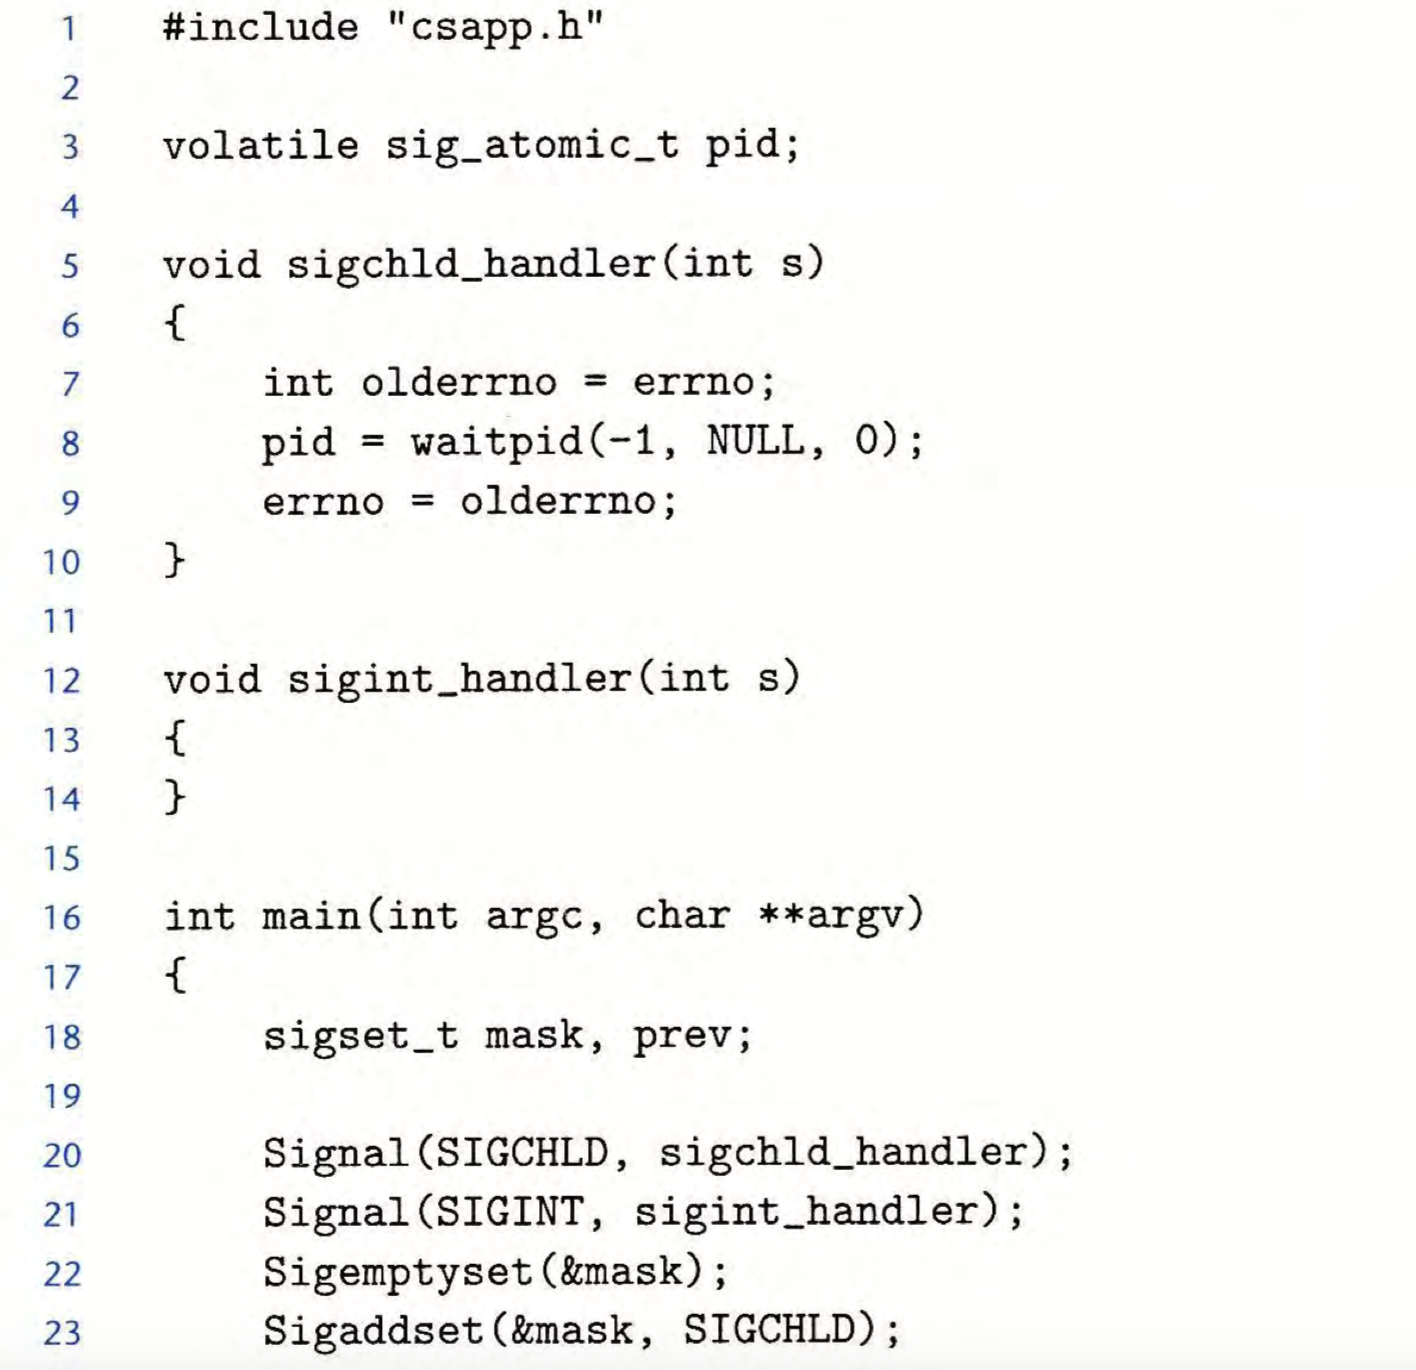 1 #include "csapp.h"
2
3 volatile sig_atomic_t pid;
4
5 void sigchld_handler(int s)
6 {
7     int olderrno = errno;
8     pid = waitpid(-1, NULL, 0);
9     errno = olderrno;
10 }
11
12 void sigint_handler(int s)
13 {
14 }
15
16 int main(int argc, char **argv)
17 {
18     sigset_t mask, prev;
19
20     Signal(SIGCHLD, sigchld_handler);
21     Signal(SIGINT, sigint_handler);
22     Sigemptyset(&mask);
23     Sigaddset(&mask, SIGCHLD);